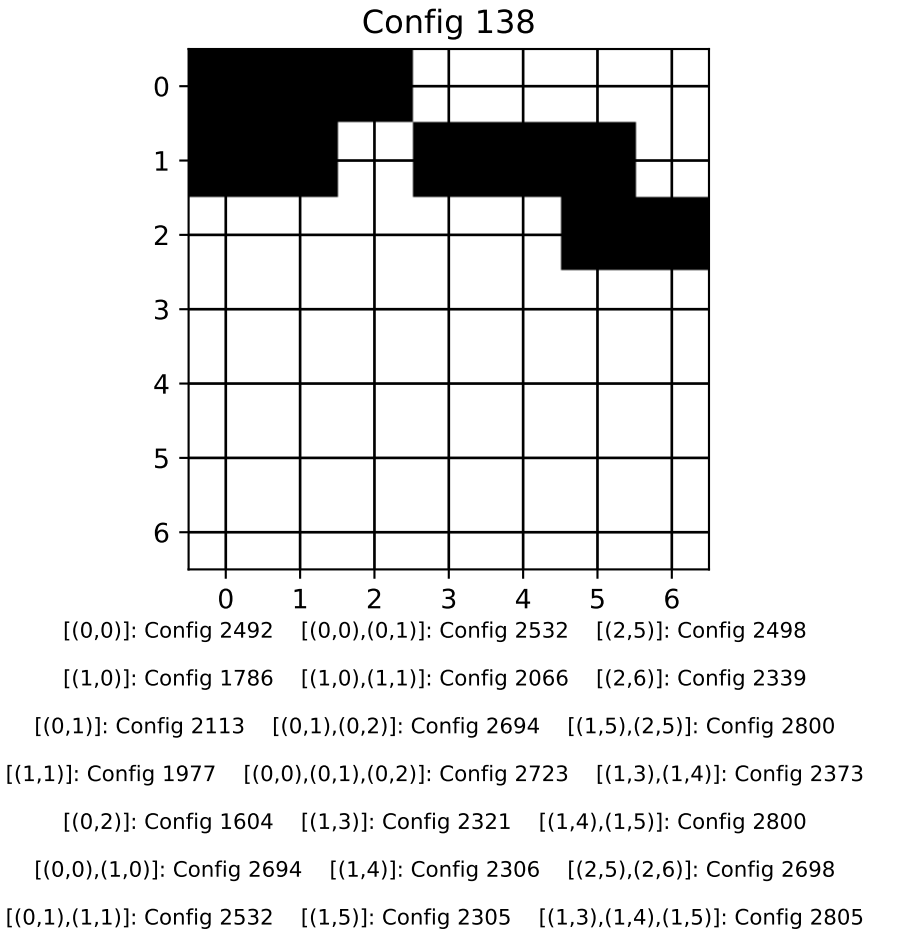 Config 138
0
1
2
3
4
5
6
0 1 2 3 4 5 6
[(0,0)]: Config 2492 [(0,0),(0,1)]: Config 2532 [(2,5)]: Config 2498
[(1,0)]: Config 1786 [(1,0),(1,1)]: Config 2066 [(2,6)]: Config 2339
[(0,1)]: Config 2113 [(0,1),(0,2)]: Config 2694 [(1,5),(2,5)]: Config 2800
[(1,1)]: Config 1977 [(0,0),(0,1),(0,2)]: Config 2723 [(1,3),(1,4)]: Config 2373
[(0,2)]: Config 1604 [(1,3)]: Config 2321 [(1,4),(1,5)]: Config 2800
[(0,0),(1,0)]: Config 2694 [(1,4)]: Config 2306 [(2,5),(2,6)]: Config 2698
[(0,1),(1,1)]: Config 2532 [(1,5)]: Config 2305 [(1,3),(1,4),(1,5)]: Config 2805